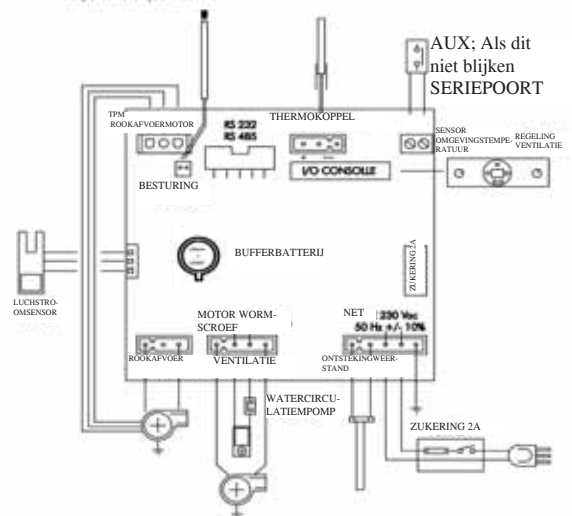 AUX; Als dit
niet blijken
SERIEPOORT
TPM
ROOKAFVOERMOTOR
RS 232
RS 485
THERMOKOPPEL
SENSOR
OMGEVINGSTEMPE-
RATUUR
REGELING
VENTILATIE
I/O CONSOLLE
BESTURING
BUFFERBATTERIJ
ZUKERING 2A
LUCHSTRO-
OMSENSOR
MOTOR WORM-
SCROEF
NET
230 Vac
50 Hz +/- 10%
ROOKAFVOER
VENTILATIE
ONTSTEKINGWEER-
STAND
WATERCIRCU-
LATIEMPOMP
ZUKERING 2A